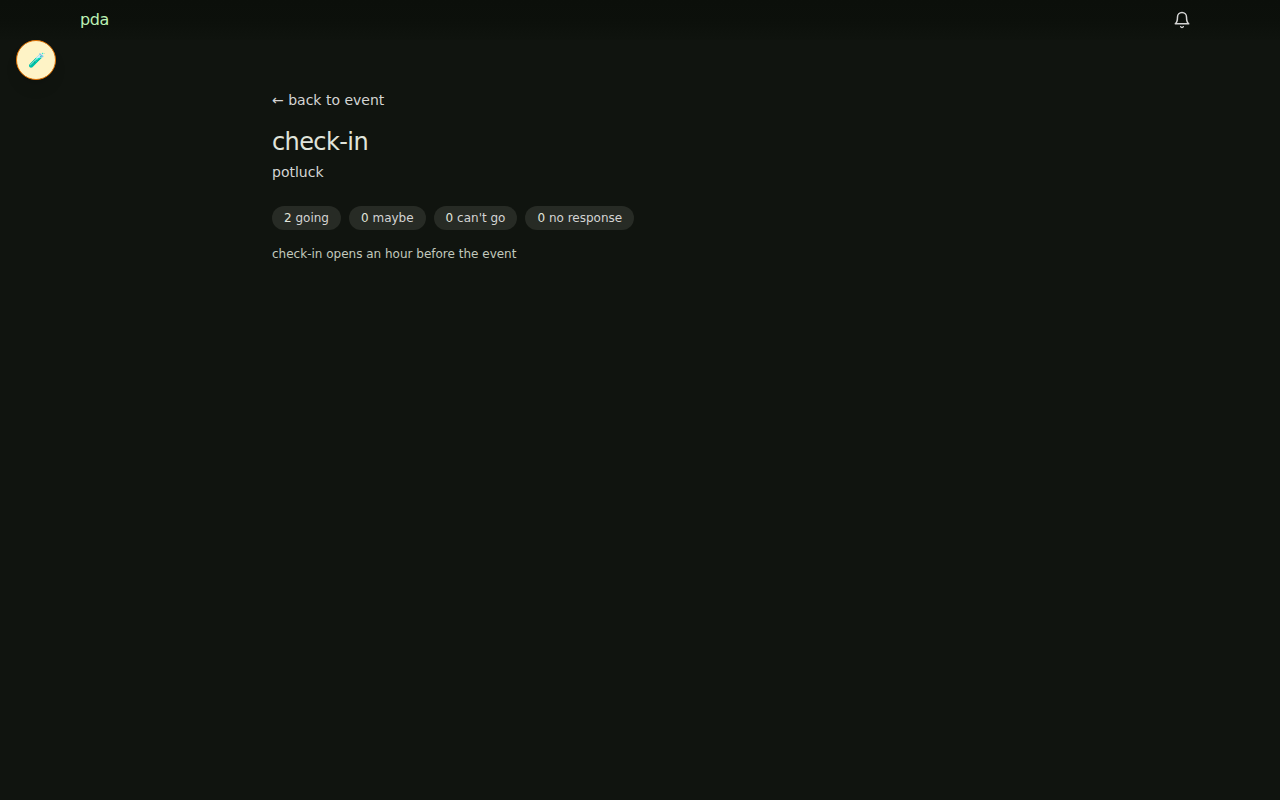 pda
← back to event
check-in
potluck
2 going 0 maybe 0 can't go 0 no response
check-in opens an hour before the event